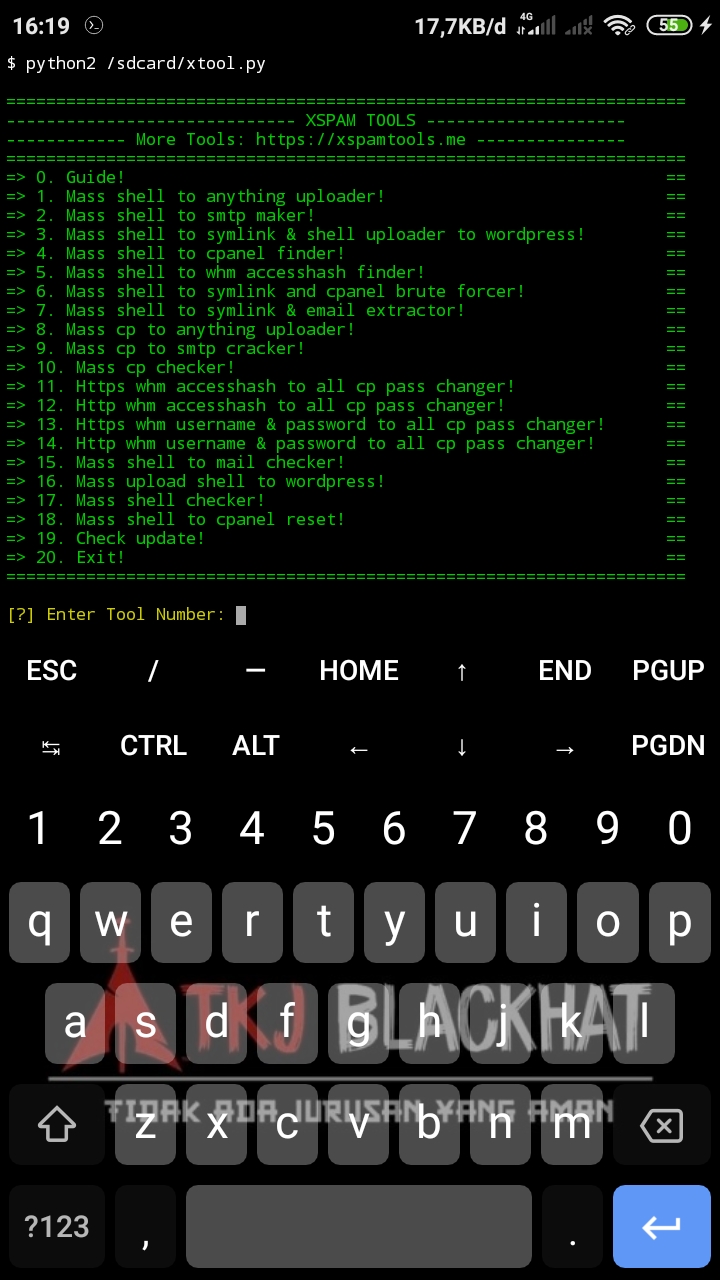 16:19 17,7KB/d 4G 55
$ python2 /sdcard/xtool.py
====================================================================
----------------------------- XSPAM TOOLS --------------------
------------ More Tools: https://xspamtools.me ---------------
====================================================================
=> 0. Guide! ==
=> 1. Mass shell to anything uploader! ==
=> 2. Mass shell to smtp maker! ==
=> 3. Mass shell to symlink & shell uploader to wordpress! ==
=> 4. Mass shell to cpanel finder! ==
=> 5. Mass shell to whm accesshash finder! ==
=> 6. Mass shell to symlink and cpanel brute forcer! ==
=> 7. Mass shell to symlink & email extractor! ==
=> 8. Mass cp to anything uploader! ==
=> 9. Mass cp to smtp cracker! ==
=> 10. Mass cp checker! ==
=> 11. Https whm accesshash to all cp pass changer! ==
=> 12. Http whm accesshash to all cp pass changer! ==
=> 13. Https whm username & password to all cp pass changer! ==
=> 14. Http whm username & password to all cp pass changer! ==
=> 15. Mass shell to mail checker! ==
=> 16. Mass upload shell to wordpress! ==
=> 17. Mass shell checker! ==
=> 18. Mass shell to cpanel reset! ==
=> 19. Check update! ==
=> 20. Exit! ==
====================================================================
[?] Enter Tool Number:
ESC / — HOME ↑ END PGUP
↹ CTRL ALT ← ↓ → PGDN
1 2 3 4 5 6 7 8 9 0
q w e r t y u i o p
a s d f g h j k l
TKJ BLACKHAT
TIDAK ADA JURUSAN YANG AMAN
z x c v b n m
?123 , .